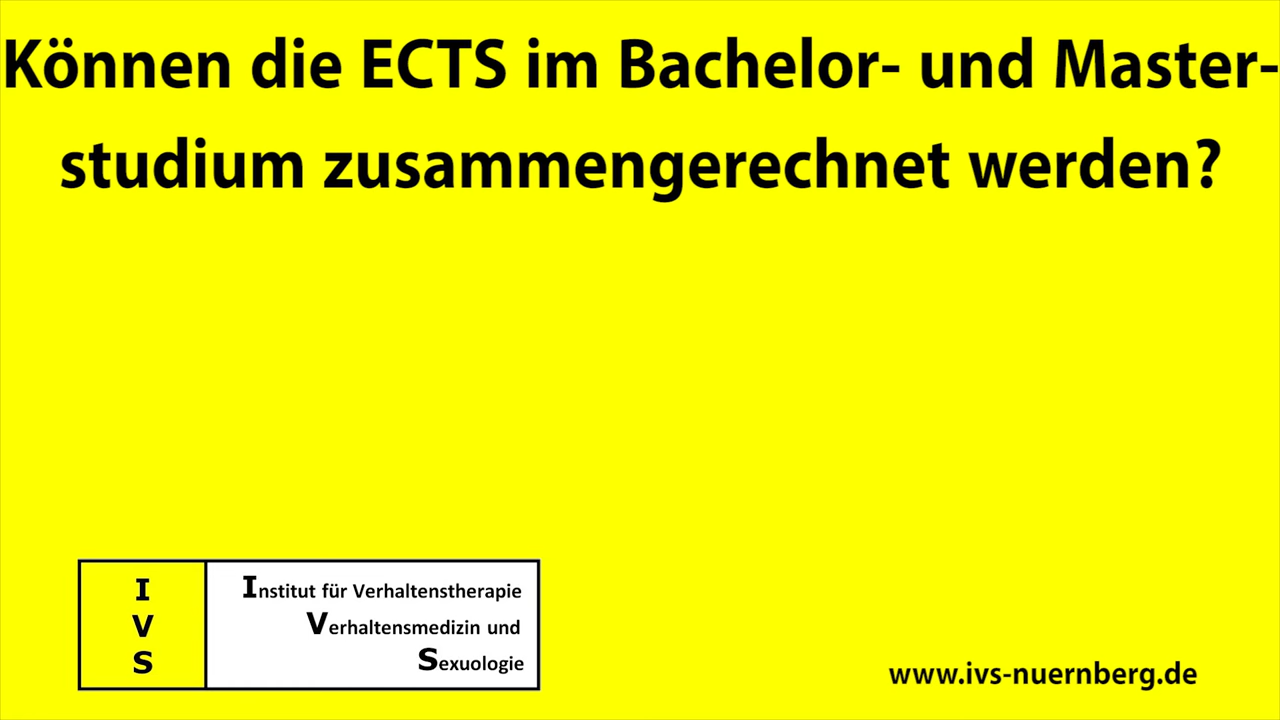 Können die ECTS im Bachelor- und Master-
studium zusammengerechnet werden?
I
V
S
Institut für Verhaltenstherapie
Verhaltensmedizin und
Sexuologie
www.ivs-nuernberg.de